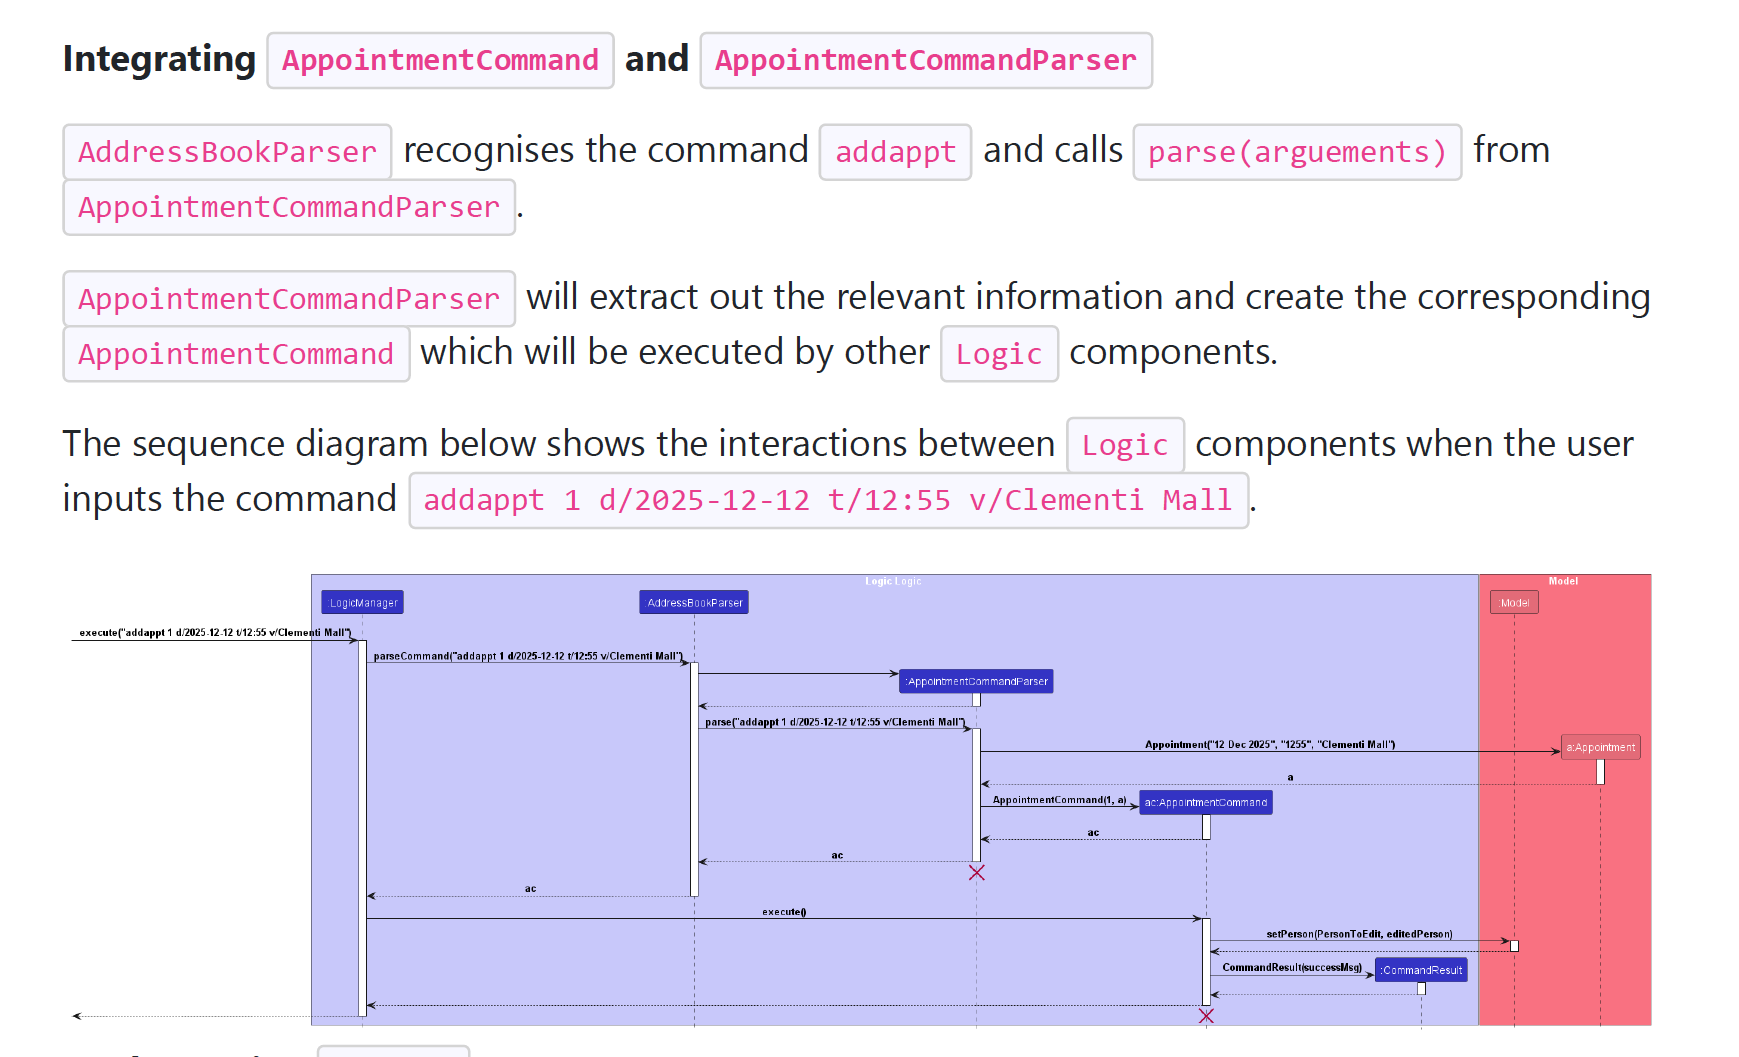 Integrating AppointmentCommand and AppointmentCommandParser
AddressBookParser recognises the command addappt and calls parse(arguements) from
AppointmentCommandParser.
AppointmentCommandParser will extract out the relevant information and create the corresponding
AppointmentCommand which will be executed by other Logic components.
The sequence diagram below shows the interactions between Logic components when the user
inputs the command addappt 1 d/2025-12-12 t/12:55 v/Clementi Mall.
Logic Logic
Model
:LogicManager
:AddressBookParser
:Model
execute("addappt 1 d/2025-12-12 t/12:55 v/Clementi Mall")
parseCommand("addappt 1 d/2025-12-12 t/12:55 v/Clementi Mall")
:AppointmentCommandParser
parse("addappt 1 d/2025-12-12 t/12:55 v/Clementi Mall")
Appointment("12 Dec 2025", "1255", "Clementi Mall")
a:Appointment
a
AppointmentCommand(1, a)
ac:AppointmentCommand
ac
ac
ac
execute()
setPerson(PersonToEdit, editedPerson)
CommandResult(successMsg)
:CommandResult